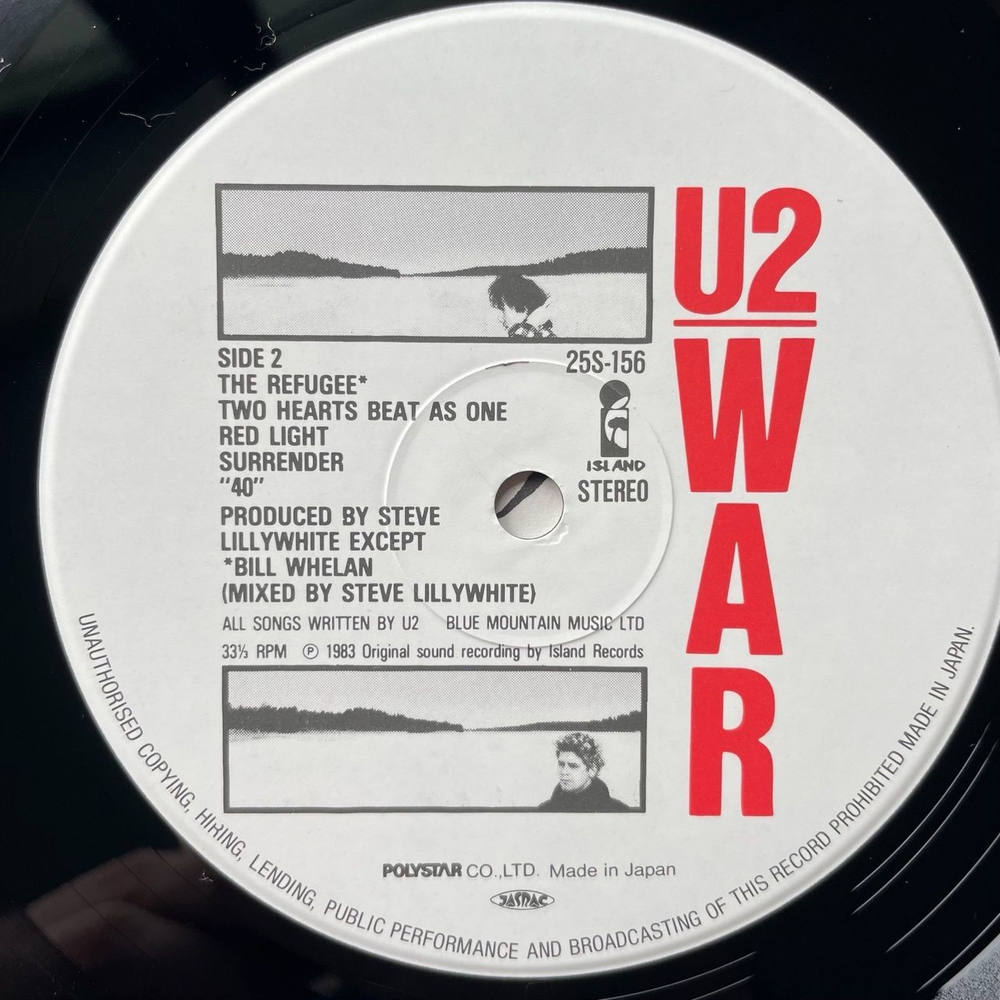 U2
WAR
SIDE 2
25S-156
THE REFUGEE*
TWO HEARTS BEAT AS ONE
RED LIGHT
SURRENDER
ISLAND
"40"
STEREO
PRODUCED BY STEVE
LILLYWHITE EXCEPT
*BILL WHELAN
(MIXED BY STEVE LILLYWHITE)
ALL SONGS WRITTEN BY U2 BLUE MOUNTAIN MUSIC LTD
33⅓ RPM ℗ 1983 Original sound recording by Island Records
POLYSTAR CO.,LTD. Made in Japan
JASRAC
UNAUTHORISED COPYING, HIRING, LENDING, PUBLIC PERFORMANCE AND BROADCASTING OF THIS RECORD PROHIBITED MADE IN JAPAN.